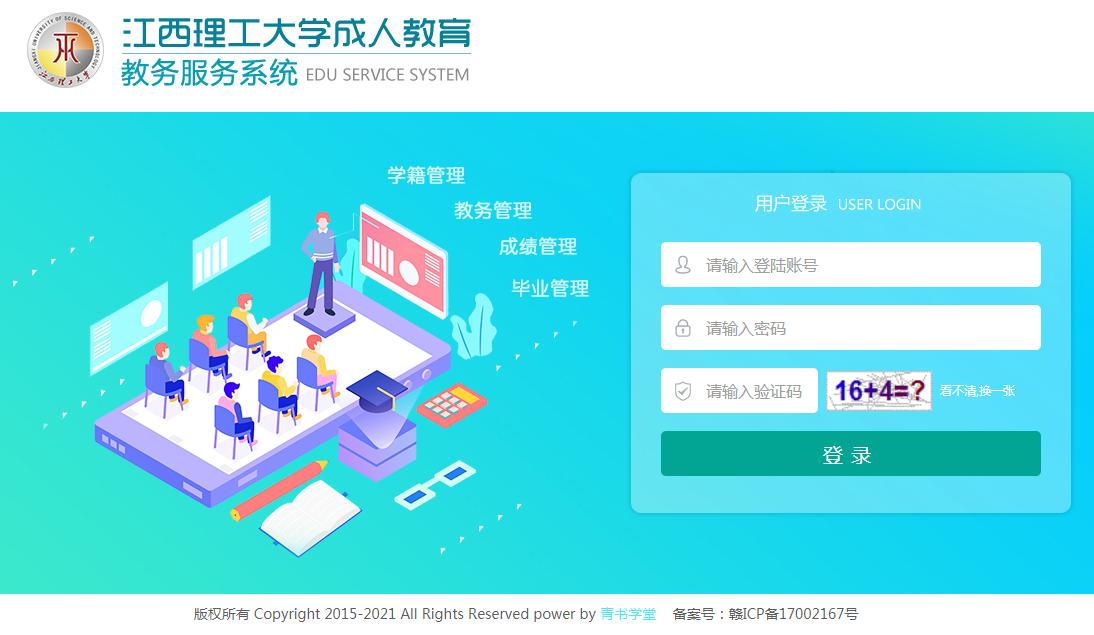 江西理工大学成人教育
教务服务系统 EDU SERVICE SYSTEM
学籍管理
教务管理
成绩管理
毕业管理
用户登录 USER LOGIN
请输入登陆账号
请输入密码
请输入验证码 16+4=? 看不清,换一张
登 录
版权所有 Copyright 2015-2021 All Rights Reserved power by 青书学堂 备案号：赣ICP备17002167号